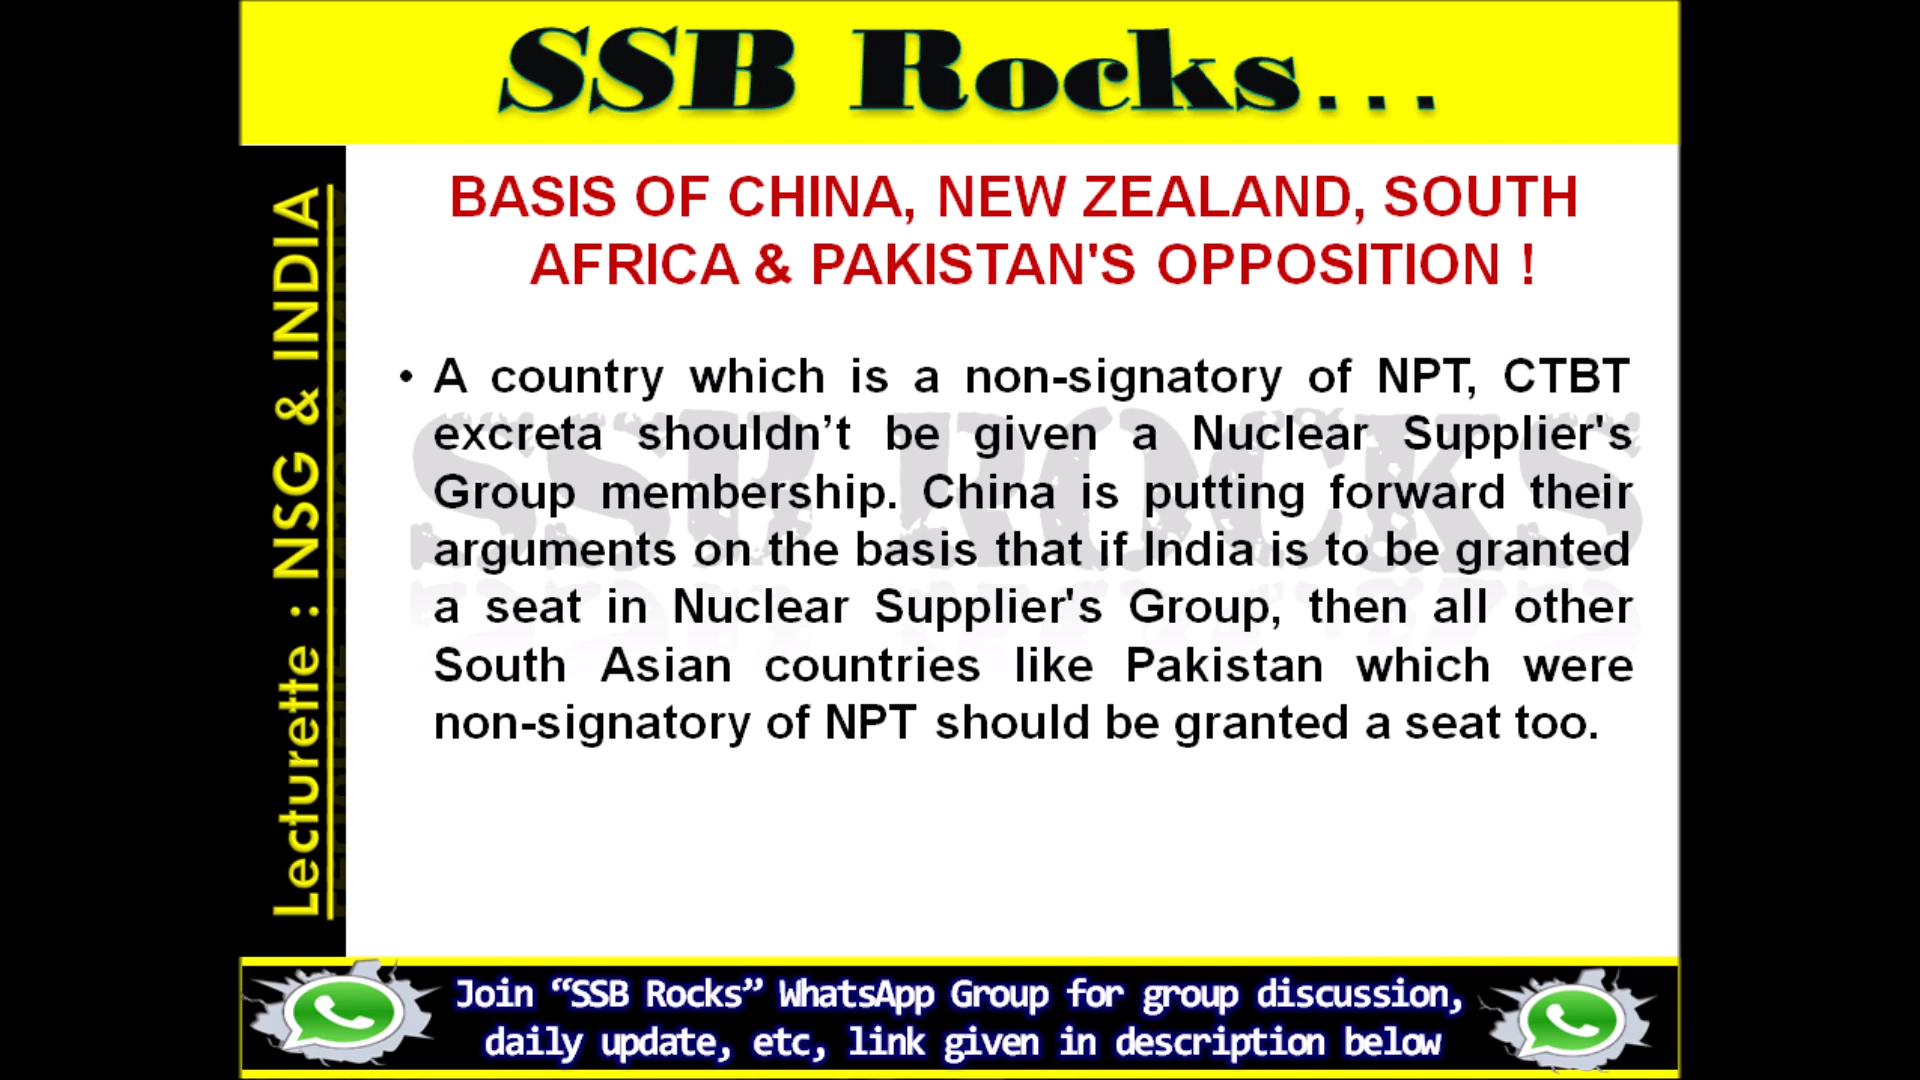 SSB Rocks...
Lecturette : NSG & INDIA
BASIS OF CHINA, NEW ZEALAND, SOUTH
AFRICA & PAKISTAN'S OPPOSITION !
• A country which is a non-signatory of NPT, CTBT
excreta shouldn’t be given a Nuclear Supplier's
Group membership. China is putting forward their
arguments on the basis that if India is to be granted
a seat in Nuclear Supplier's Group, then all other
South Asian countries like Pakistan which were
non-signatory of NPT should be granted a seat too.
SSB ROCKS
Join “SSB Rocks” WhatsApp Group for group discussion,
daily update, etc, link given in description below